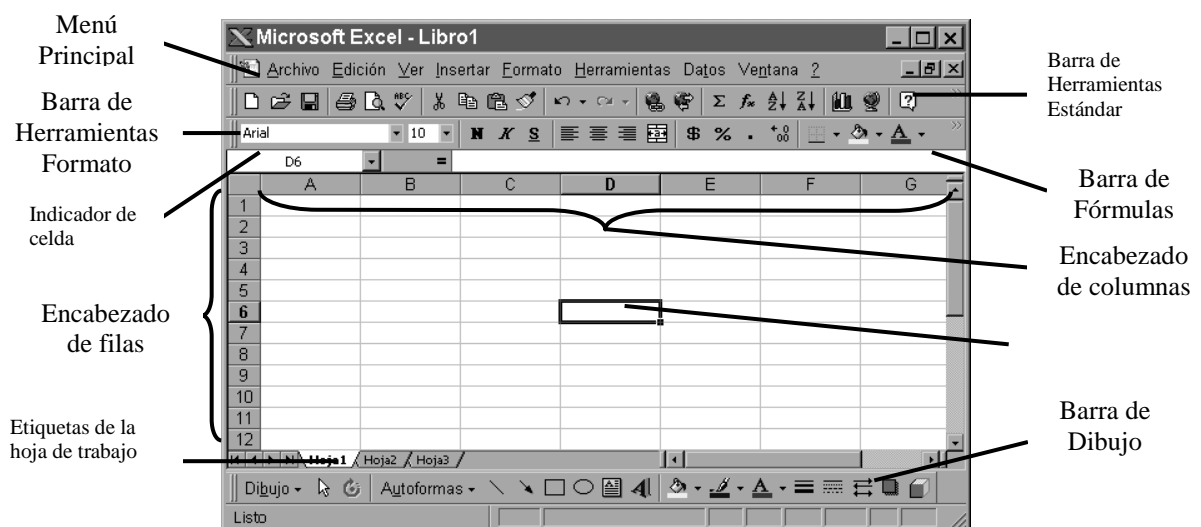 Menú
Principal
Barra de
Herramientas
Formato
Indicador de
celda
Encabezado
de filas
Etiquetas de la
hoja de trabajo
Microsoft Excel - Libro1
Archivo Edición Ver Insertar Formato Herramientas Datos Ventana ?
Arial 10 N K S $ %
D6 =
A B C D E F G
1
2
3
4
5
6
7
8
9
10
11
12
Hoja1 Hoja2 Hoja3
Dibujo Autoformas
Listo
Barra de
Herramientas
Estándar
Barra de
Fórmulas
Encabezado
de columnas
Barra de
Dibujo